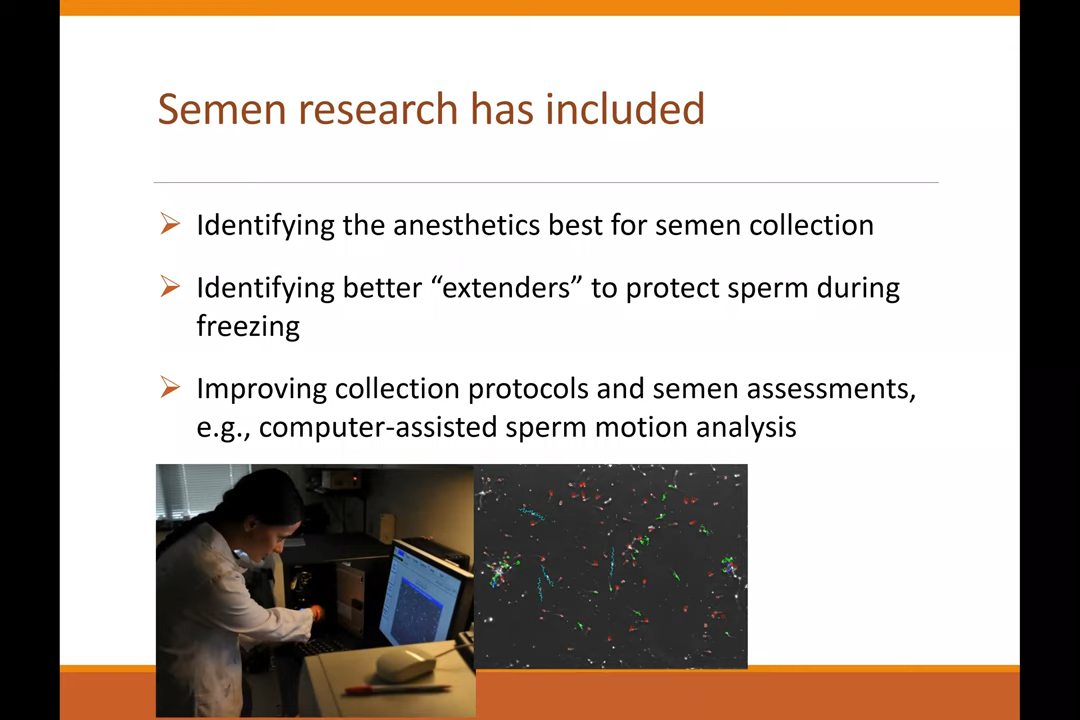 Semen research has included
Identifying the anesthetics best for semen collection
Identifying better “extenders” to protect sperm during
freezing
Improving collection protocols and semen assessments,
e.g., computer-assisted sperm motion analysis